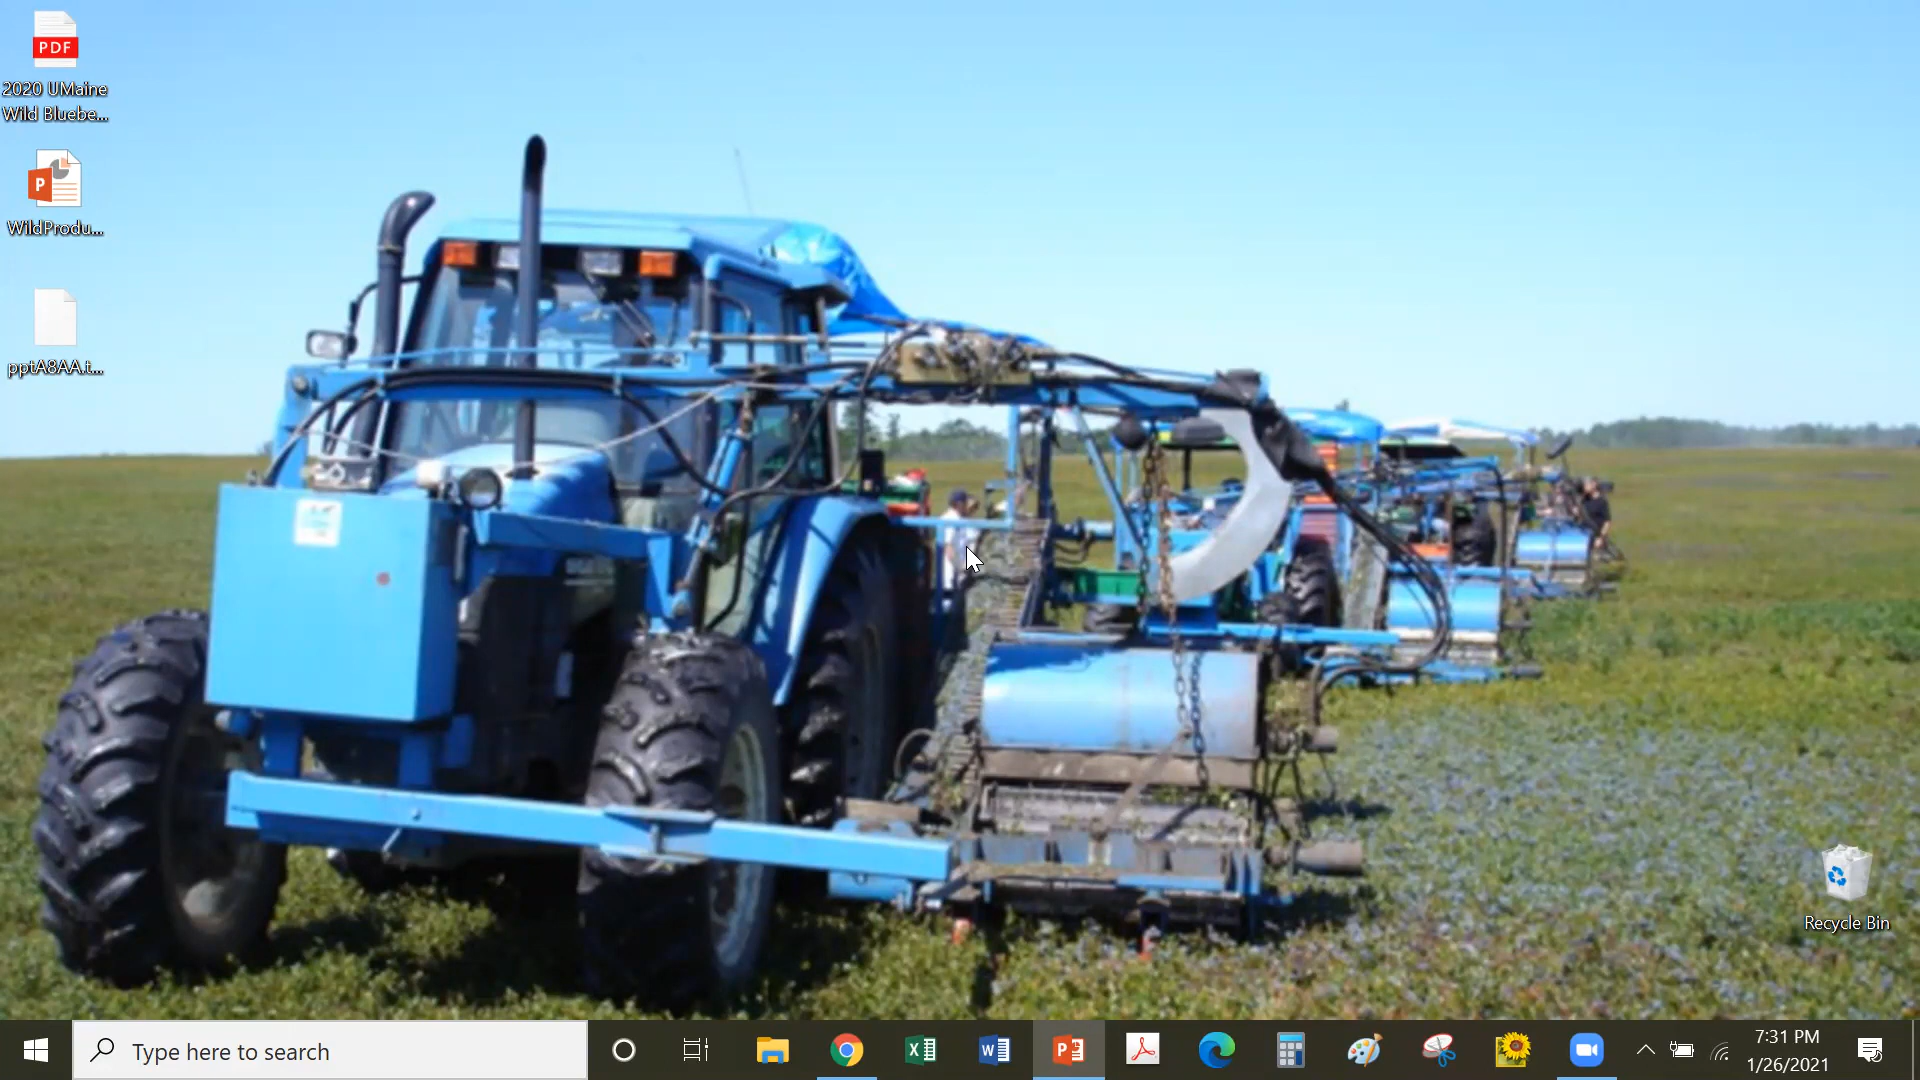 PDF
2020 UMaine
Wild Bluebe...
P
WildProdu...
pptA8AA.t...
Recycle Bin
Type here to search
7:31 PM
1/26/2021